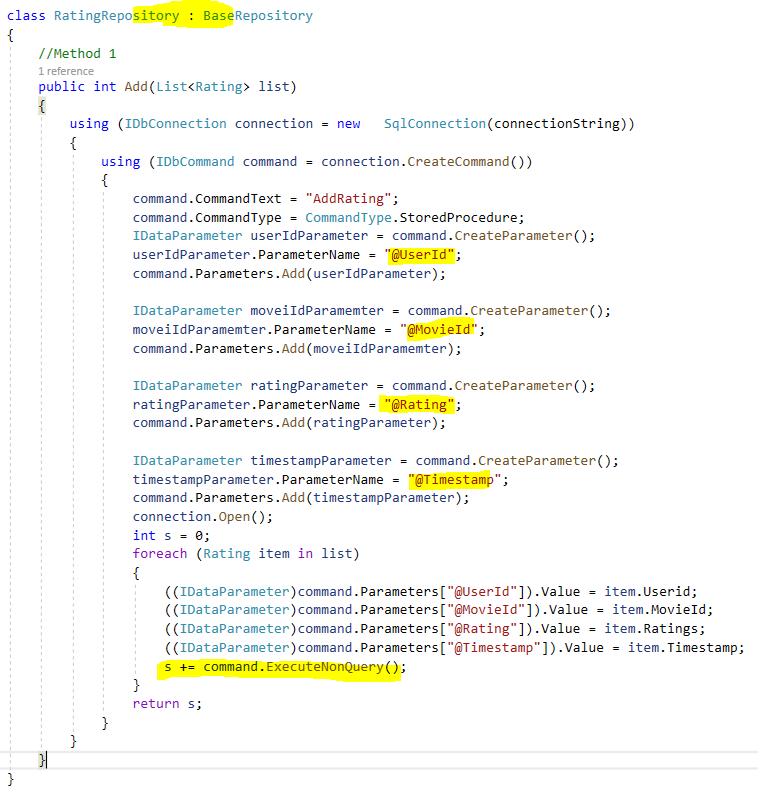 class RatingRepository : BaseRepository
{
//Method 1
1 reference
public int Add(List<Rating> list)
{
using (IDbConnection connection = new   SqlConnection(connectionString))
{
using (IDbCommand command = connection.CreateCommand())
{
command.CommandText = "AddRating";
command.CommandType = CommandType.StoredProcedure;
IDataParameter userIdParameter = command.CreateParameter();
userIdParameter.ParameterName = "@UserId";
command.Parameters.Add(userIdParameter);
IDataParameter moveiIdParamemter = command.CreateParameter();
moveiIdParamemter.ParameterName = "@MovieId";
command.Parameters.Add(moveiIdParamemter);
IDataParameter ratingParameter = command.CreateParameter();
ratingParameter.ParameterName = "@Rating";
command.Parameters.Add(ratingParameter);
IDataParameter timestampParameter = command.CreateParameter();
timestampParameter.ParameterName = "@Timestamp";
command.Parameters.Add(timestampParameter);
connection.Open();
int s = 0;
foreach (Rating item in list)
{
((IDataParameter)command.Parameters["@UserId"]).Value = item.Userid;
((IDataParameter)command.Parameters["@MovieId"]).Value = item.MovieId;
((IDataParameter)command.Parameters["@Rating"]).Value = item.Ratings;
((IDataParameter)command.Parameters["@Timestamp"]).Value = item.Timestamp;
s += command.ExecuteNonQuery();
}
return s;
}
}
}
}